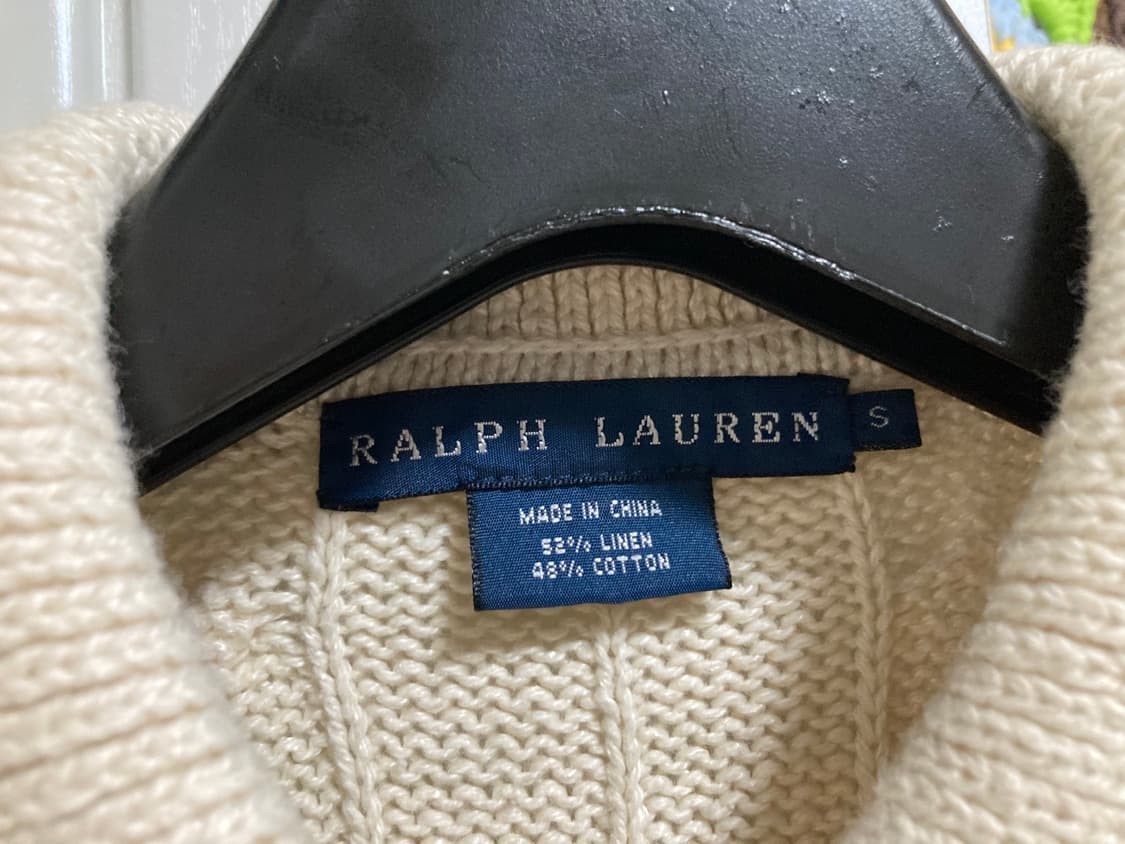 RALPH LAUREN
S
MADE IN CHINA
52% LINEN
48% COTTON